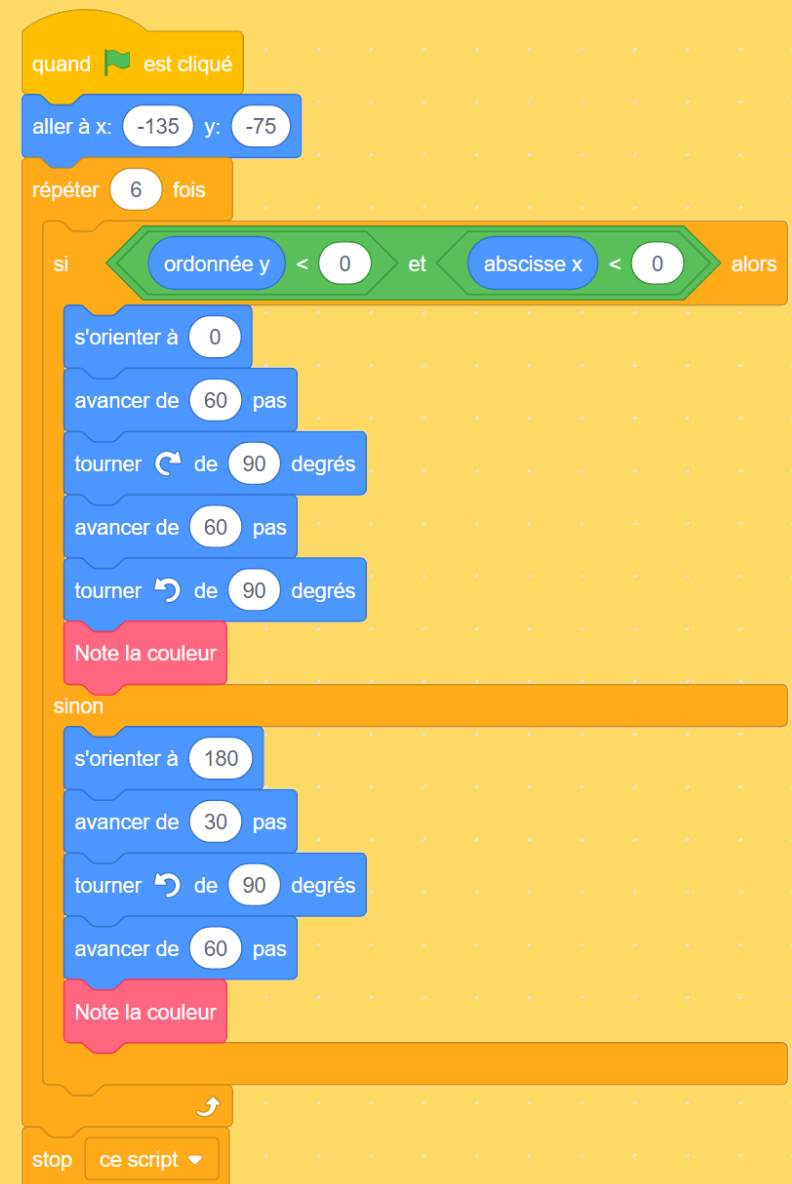 quand est cliqué
aller à x: -135 y: -75
répéter 6 fois
si ordonnée y < 0 et abscisse x < 0 alors
s'orienter à 0
avancer de 60 pas
tourner de 90 degrés
avancer de 60 pas
tourner de 90 degrés
Note la couleur
sinon
s'orienter à 180
avancer de 30 pas
tourner de 90 degrés
avancer de 60 pas
Note la couleur
stop ce script